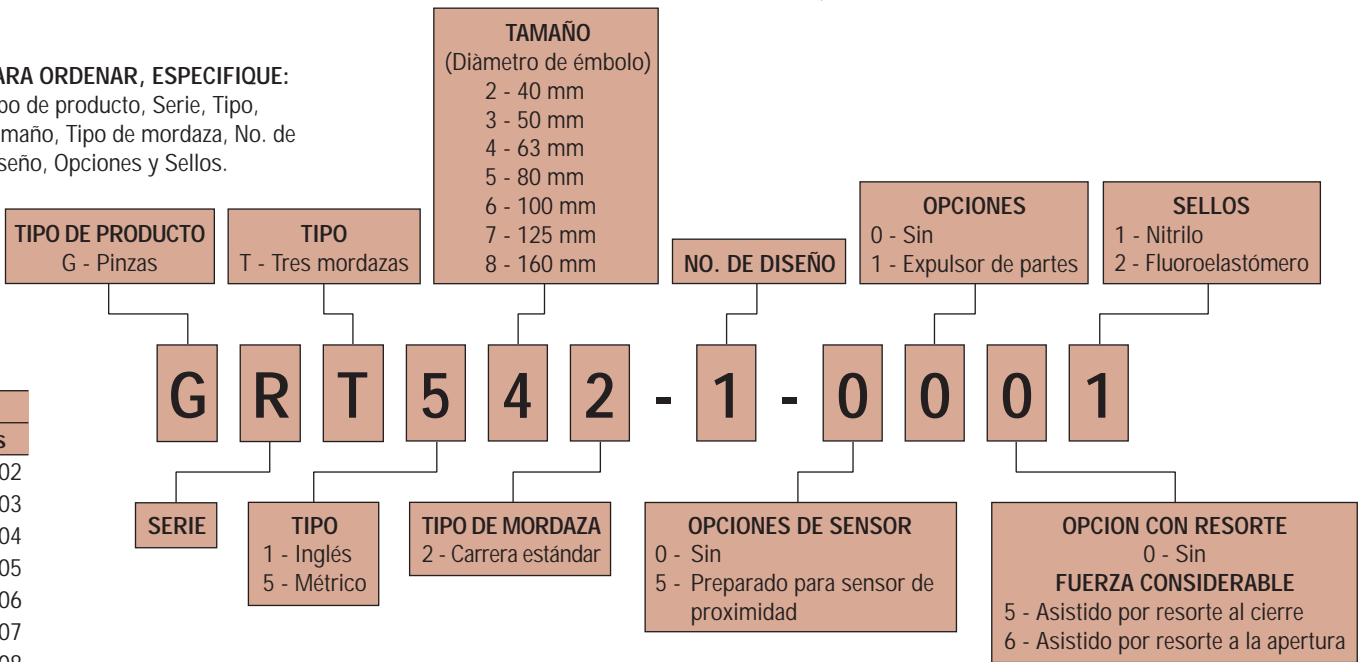 TAMAÑO
(Diàmetro de émbolo)
2 - 40 mm
3 - 50 mm
4 - 63 mm
5 - 80 mm
6 - 100 mm
7 - 125 mm
8 - 160 mm
ARA ORDENAR, ESPECIFIQUE:
po de producto, Serie, Tipo,
maño, Tipo de mordaza, No. de
seño, Opciones y Sellos.
TIPO DE PRODUCTO
G - Pinzas
TIPO
T - Tres mordazas
NO. DE DISEÑO
OPCIONES
0 - Sin
1 - Expulsor de partes
SELLOS
1 - Nitrilo
2 - Fluoroelastómero
G R T 5 4 2 - 1 - 0 0 0 1
S
02
03
04
05
06
07
08
SERIE
TIPO
1 - Inglés
5 - Métrico
TIPO DE MORDAZA
2 - Carrera estándar
OPCIONES DE SENSOR
0 - Sin
5 - Preparado para sensor de
proximidad
OPCION CON RESORTE
0 - Sin
FUERZA CONSIDERABLE
5 - Asistido por resorte al cierre
6 - Asistido por resorte a la apertura